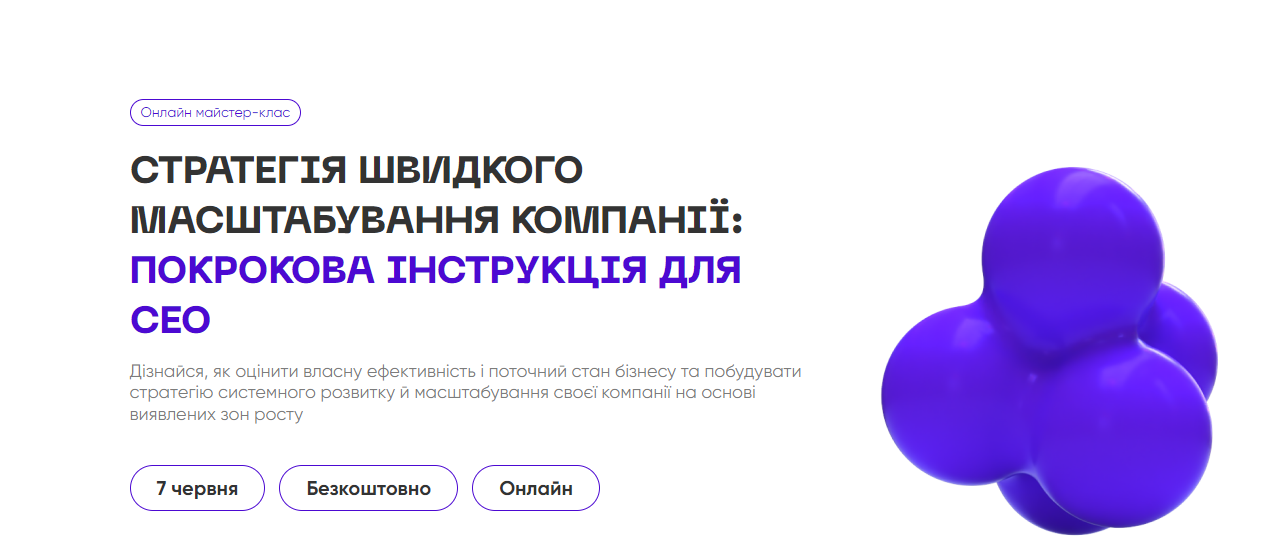 Онлайн майстер-клас
СТРАТЕГІЯ ШВИДКОГО
МАСШТАБУВАННЯ КОМПАНІЇ:
ПОКРОКОВА ІНСТРУКЦІЯ ДЛЯ
СЕО
Дізнайся, як оцінити власну ефективність і поточний стан бізнесу та побудувати
стратегію системного розвитку й масштабування своєї компанії на основі
виявлених зон росту
7 червня
Безкоштовно
Онлайн